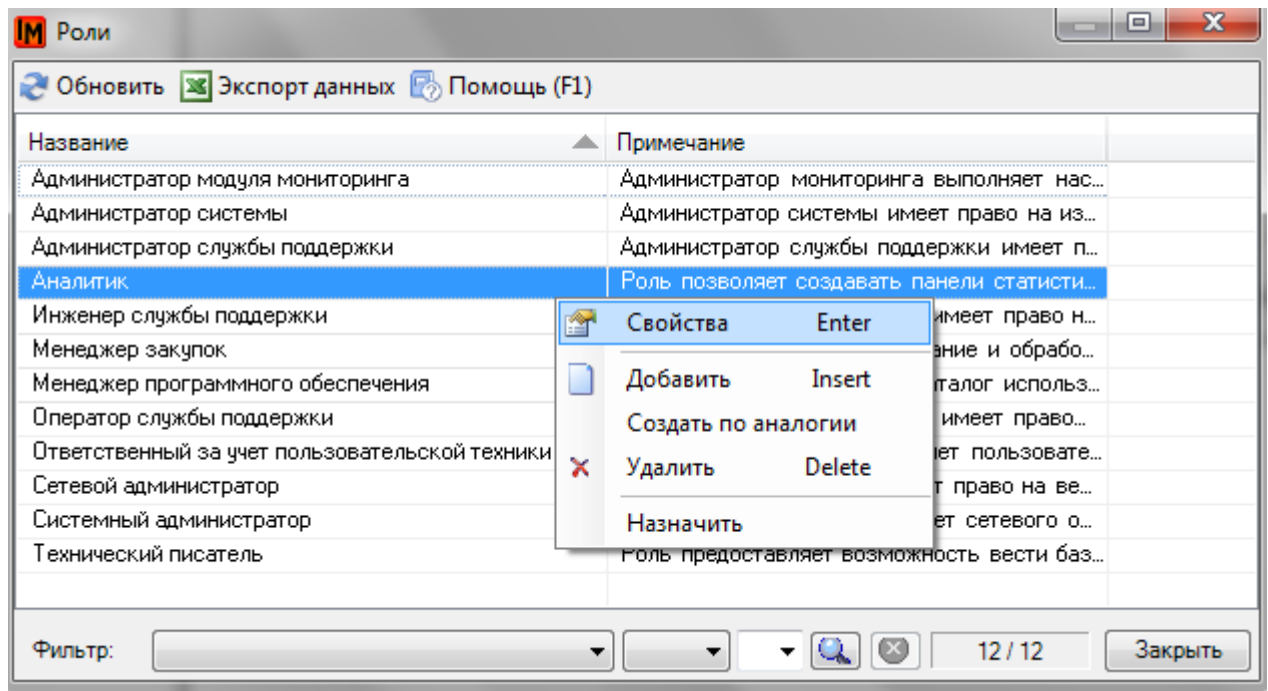 IM Роли
Обновить Экспорт данных Помощь (F1)
Название Примечание
Администратор модуля мониторинга Администратор мониторинга выполняет нас...
Администратор системы Администратор системы имеет право на из...
Администратор службы поддержки Администратор службы поддержки имеет п...
Аналитик Роль позволяет создавать панели статисти...
Инженер службы поддержки имеет право н...
Менеджер закупок ание и обрабо...
Менеджер программного обеспечения талог использ...
Оператор службы поддержки имеет право...
Ответственный за учет пользовательской техники ет пользовате...
Сетевой администратор т право на ве...
Системный администратор ет сетевого о...
Технический писатель Роль предоставляет возможность вести баз...
Свойства Enter
Добавить Insert
Создать по аналогии
Удалить Delete
Назначить
Фильтр: 12 / 12 Закрыть